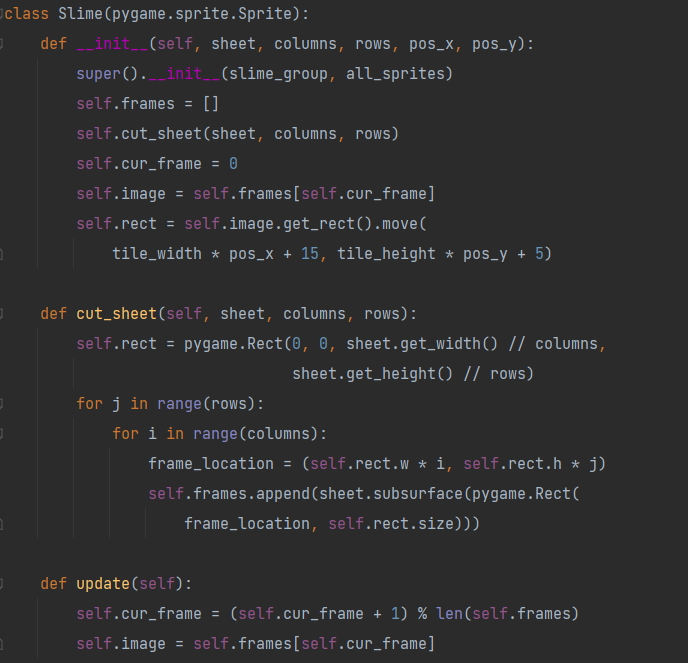 class Slime(pygame.sprite.Sprite):
    def __init__(self, sheet, columns, rows, pos_x, pos_y):
        super().__init__(slime_group, all_sprites)
        self.frames = []
        self.cut_sheet(sheet, columns, rows)
        self.cur_frame = 0
        self.image = self.frames[self.cur_frame]
        self.rect = self.image.get_rect().move(
            tile_width * pos_x + 15, tile_height * pos_y + 5)

    def cut_sheet(self, sheet, columns, rows):
        self.rect = pygame.Rect(0, 0, sheet.get_width() // columns,
                                sheet.get_height() // rows)
        for j in range(rows):
            for i in range(columns):
                frame_location = (self.rect.w * i, self.rect.h * j)
                self.frames.append(sheet.subsurface(pygame.Rect(
                    frame_location, self.rect.size)))

    def update(self):
        self.cur_frame = (self.cur_frame + 1) % len(self.frames)
        self.image = self.frames[self.cur_frame]